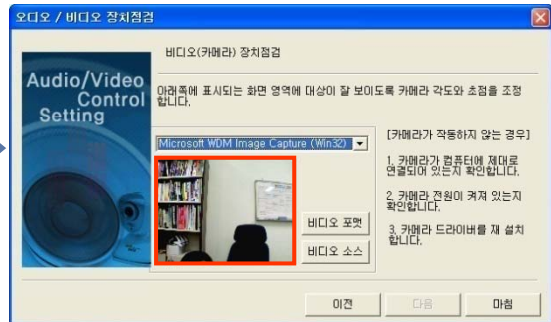 오디오 / 비디오 장치점검
비디오(카메라) 장치점검
Audio/Video
Control
Setting
아래쪽에 표시되는 화면 영역에 대상이 잘 보이도록 카메라 각도와 초점을 조정
합니다.
Microsoft WDM Image Capture (Win32)
비디오 포맷
비디오 소스
[카메라가 작동하지 않는 경우]
1. 카메라가 컴퓨터에 제대로
연결되어 있는지 확인합니다.
2. 카메라 전원이 켜져 있는지
확인합니다.
3. 카메라 드라이버를 재 설치
합니다.
이전
다음
마침